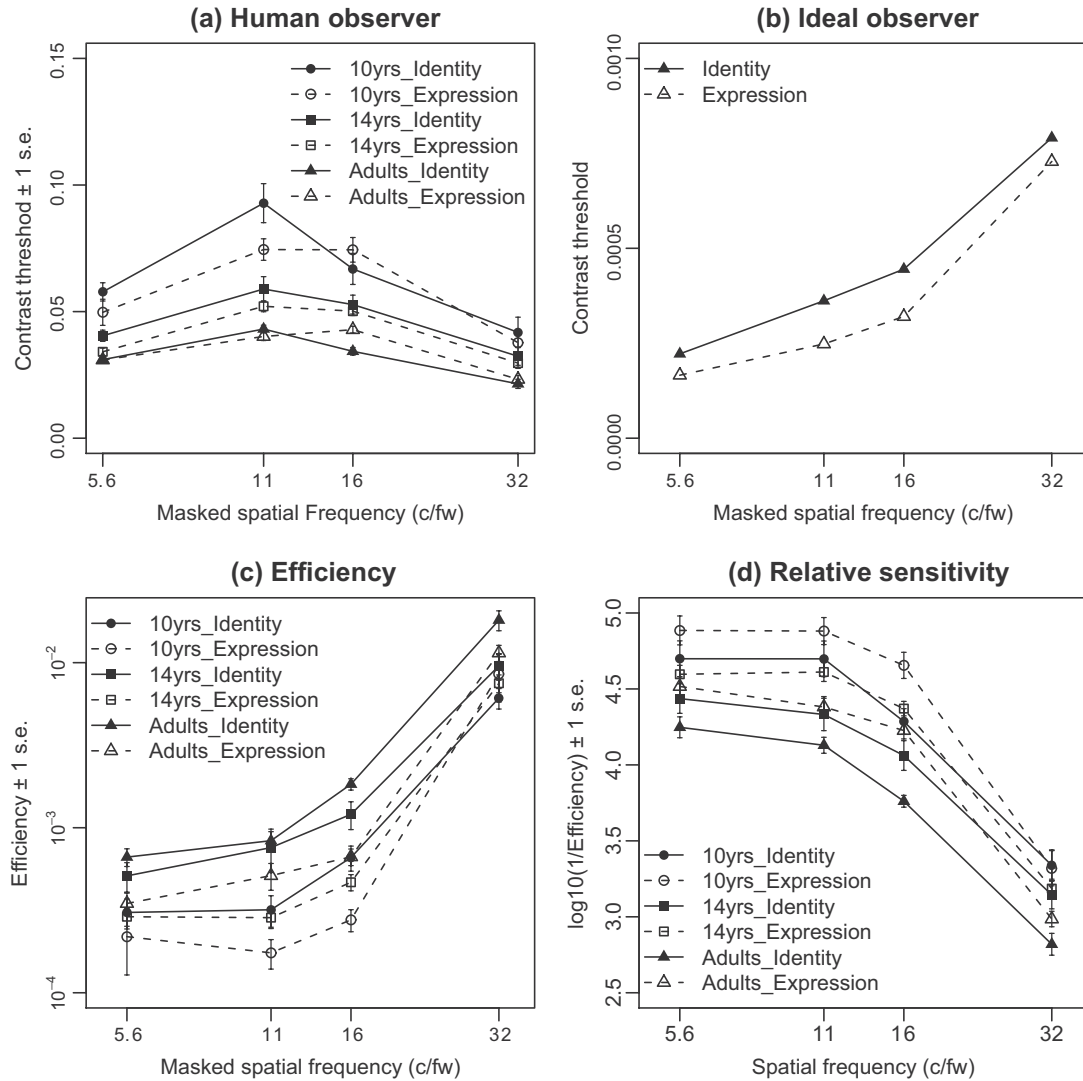 (a) Human observer
Contrast threshod ± 1 s.e.
0.15
0.10
0.05
0.00
10yrs_Identity
10yrs_Expression
14yrs_Identity
14yrs_Expression
Adults_Identity
Adults_Expression
5.6 11 16 32
Masked spatial Frequency (c/fw)
(b) Ideal observer
Contrast threshold
0.0010
0.0005
0.0000
Identity
Expression
5.6 11 16 32
Masked spatial frequency (c/fw)
(c) Efficiency
Efficiency ± 1 s.e.
10⁻²
10⁻³
10⁻⁴
10yrs_Identity
10yrs_Expression
14yrs_Identity
14yrs_Expression
Adults_Identity
Adults_Expression
5.6 11 16 32
Masked spatial frequency (c/fw)
(d) Relative sensitivity
log10(1/Efficiency) ± 1 s.e.
5.0
4.5
4.0
3.5
3.0
2.5
10yrs_Identity
10yrs_Expression
14yrs_Identity
14yrs_Expression
Adults_Identity
Adults_Expression
5.6 11 16 32
Spatial frequency (c/fw)